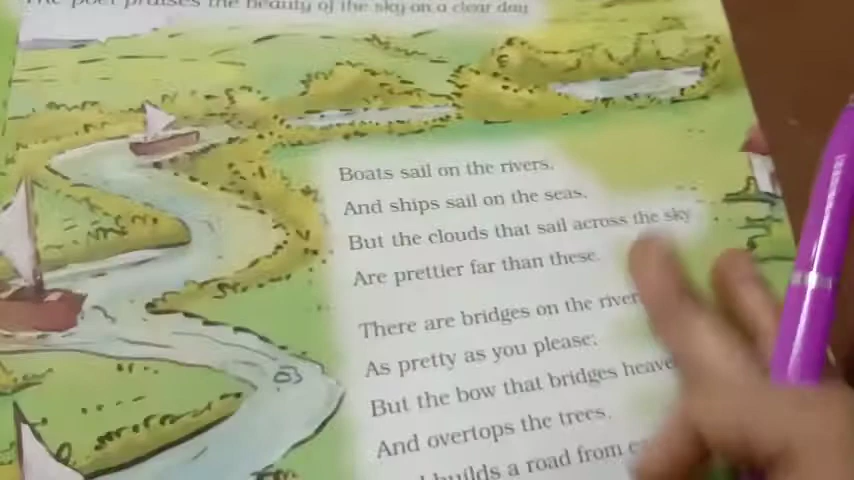 The poet praises the beauty of the sky on a clear day
Boats sail on the rivers,
And ships sail on the seas,
But the clouds that sail across the sky
Are prettier far than these.
There are bridges on the river
As pretty as you please;
But the bow that bridges heave
And overtops the trees.
builds a road from